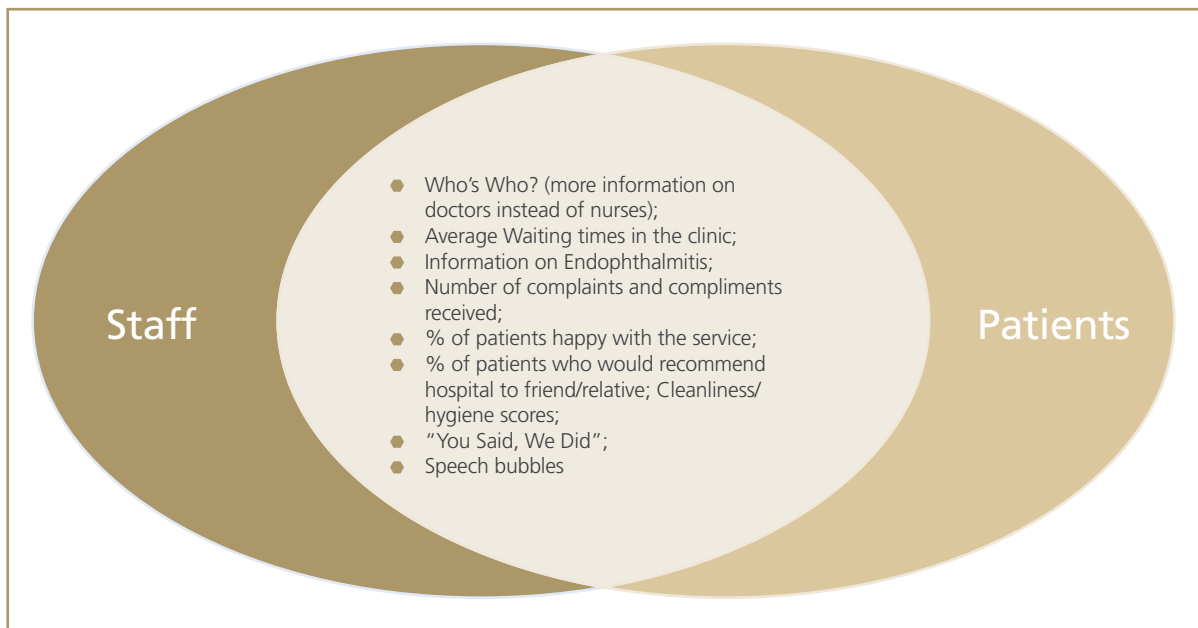 Staff
Who's Who? (more information on
doctors instead of nurses);
Average Waiting times in the clinic;
Information on Endophthalmitis;
Number of complaints and compliments
received;
% of patients happy with the service;
% of patients who would recommend
hospital to friend/relative; Cleanliness/
hygiene scores;
“You Said, We Did”;
Speech bubbles
Patients